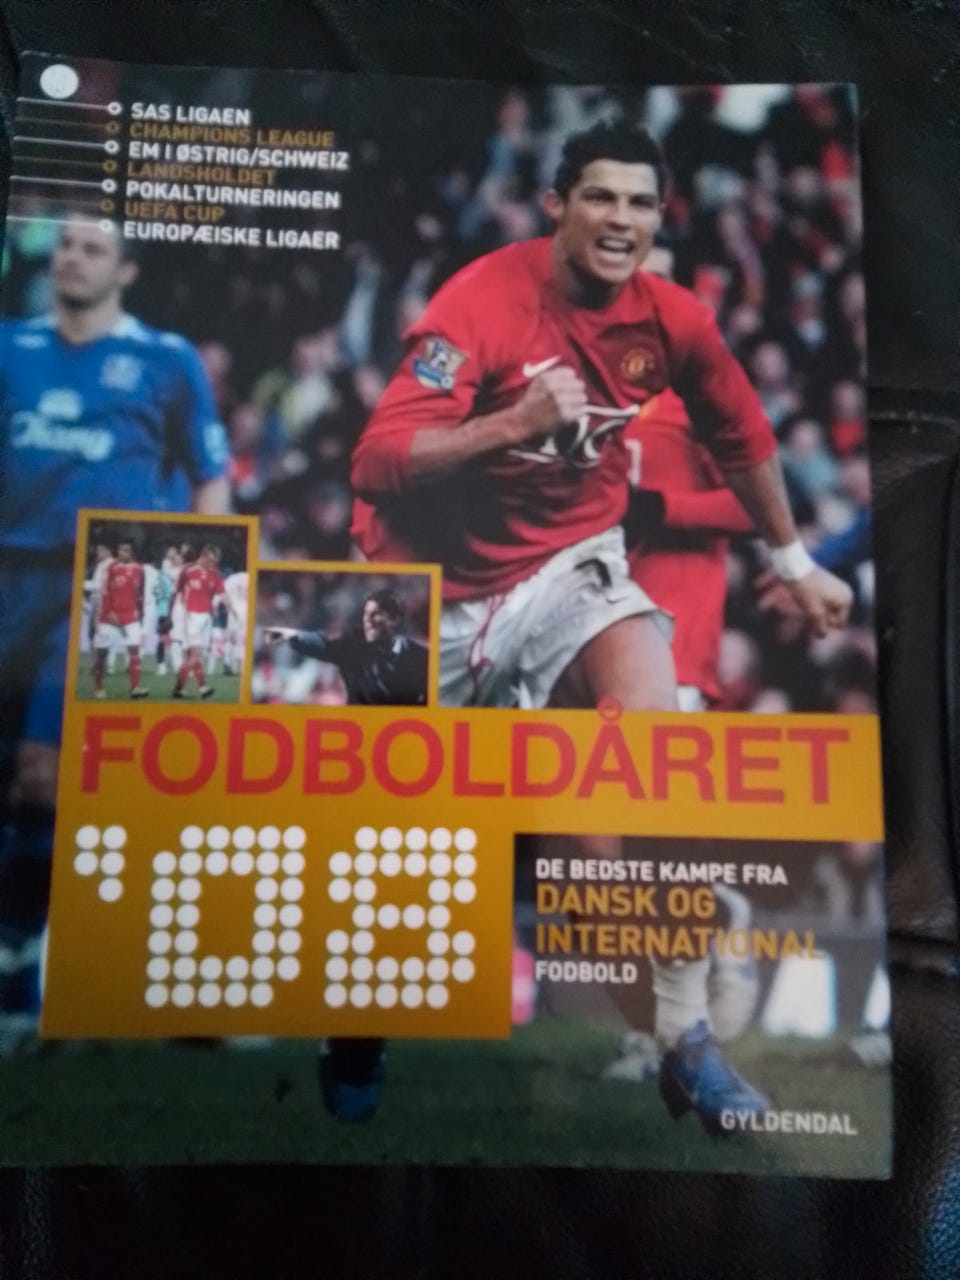 SAS LIGAEN
CHAMPIONS LEAGUE
EM I ØSTRIG/SCHWEIZ
LANDSHOLDET
POKALTURNERINGEN
UEFA CUP
EUROPÆISKE LIGAER
Chang
FODBOLDÅRET
'08
DE BEDSTE KAMPE FRA
DANSK OG
INTERNATIONAL
FODBOLD
GYLDENDAL